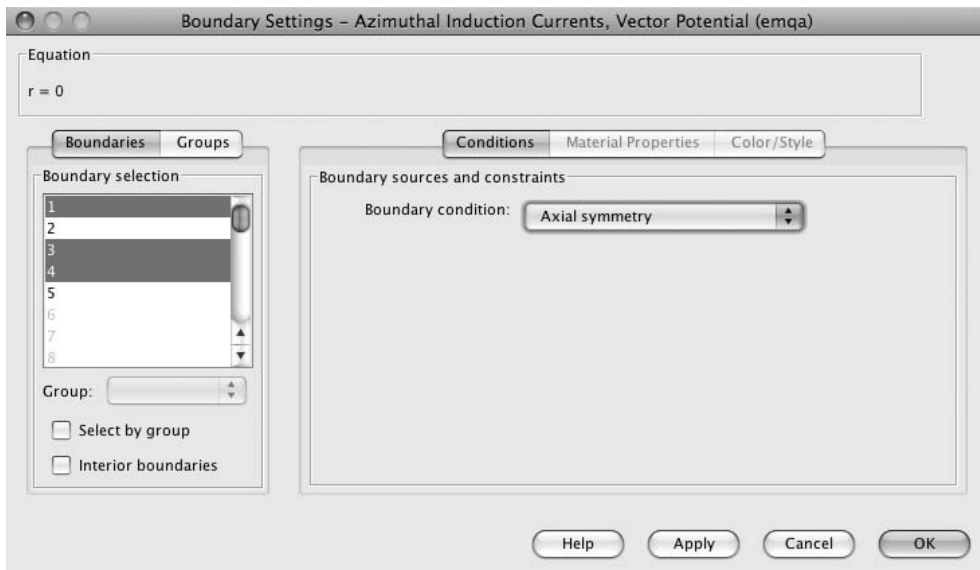 Boundary Settings – Azimuthal Induction Currents, Vector Potential (emqa)
Equation
r = 0
Boundaries Groups
Boundary selection
1
2
3
4
5
6
7
8
Group:
Select by group
Interior boundaries
Conditions Material Properties Color/Style
Boundary sources and constraints
Boundary condition: Axial symmetry
Help Apply Cancel OK